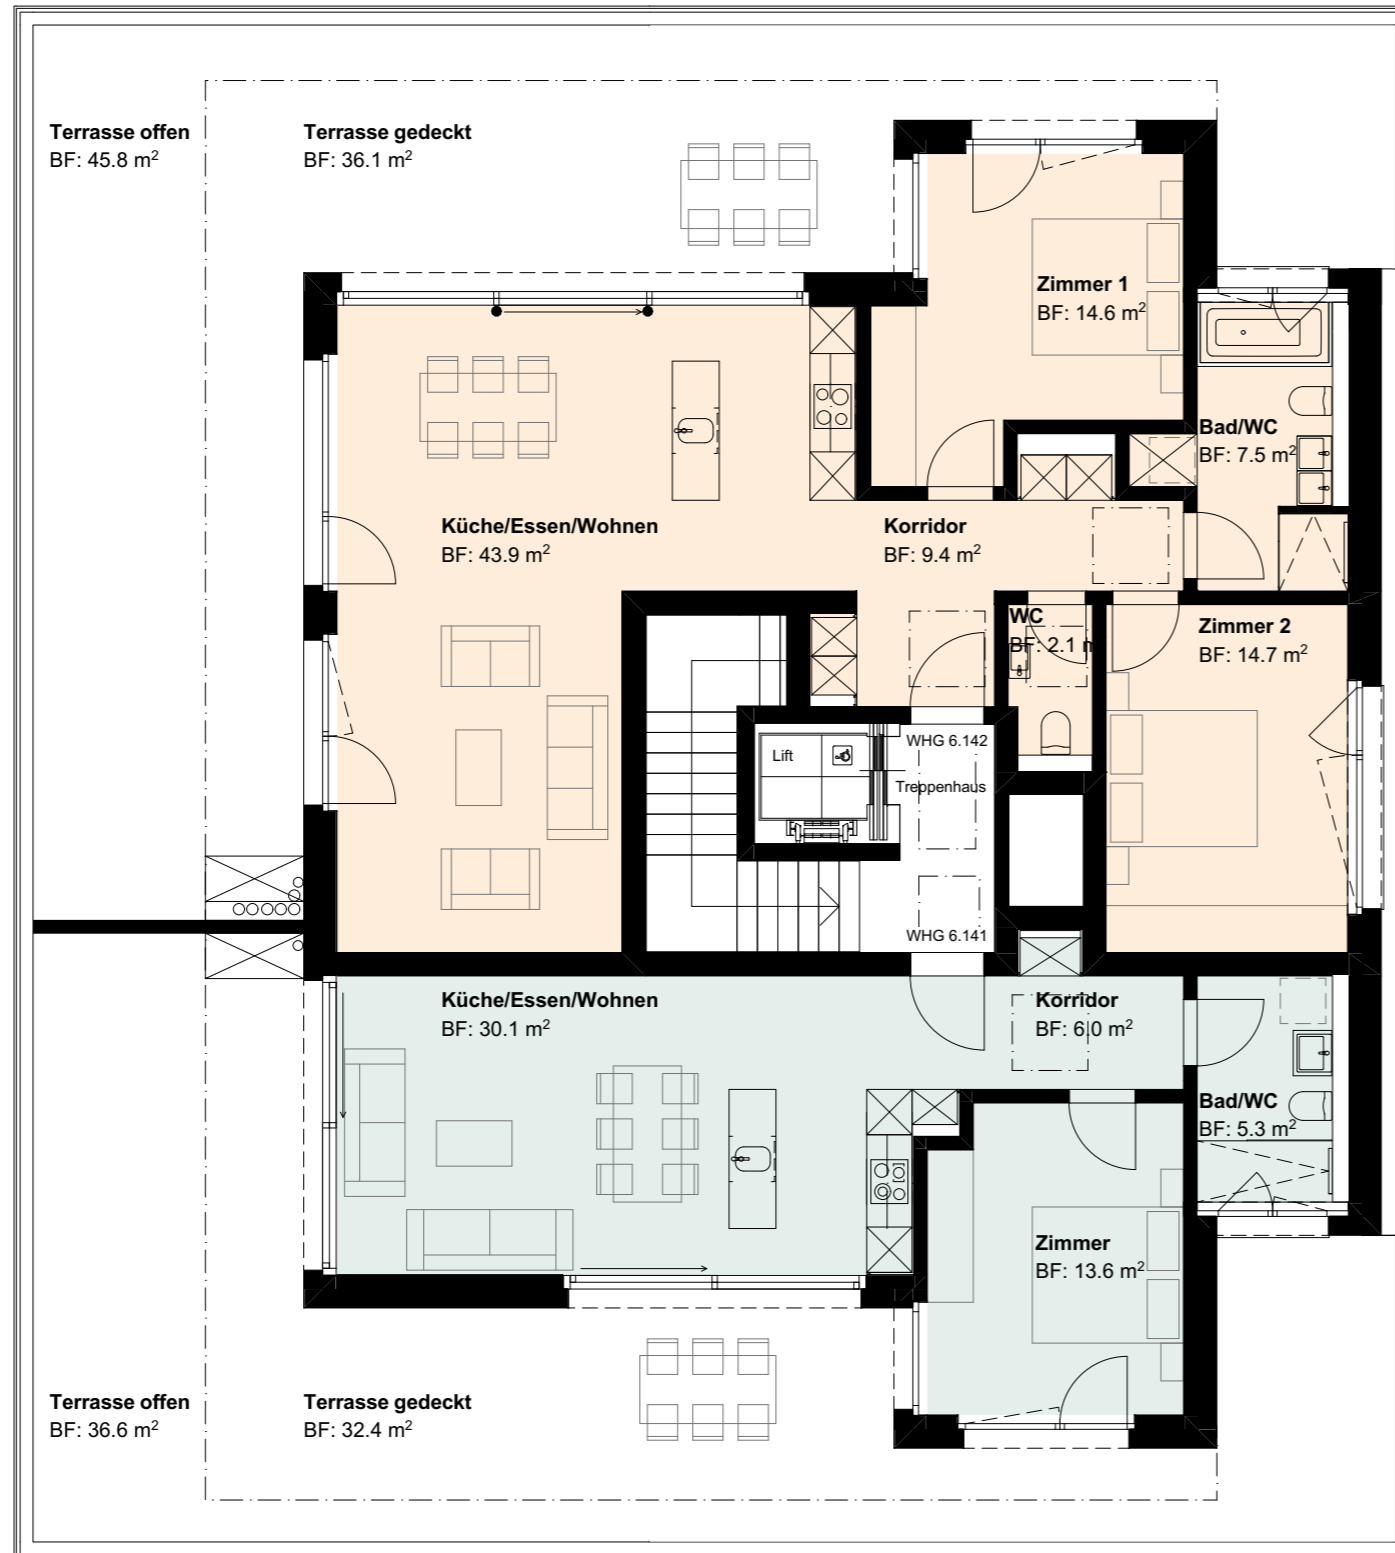 Terrasse offen
BF: 45.8 m²
Terrasse gedeckt
BF: 36.1 m²
Zimmer 1
BF: 14.6 m²
Bad/WC
BF: 7.5 m²
Küche/Essen/Wohnen
BF: 43.9 m²
Korridor
BF: 9.4 m²
WC
BF: 2.1 m
Zimmer 2
BF: 14.7 m²
Lift
WHG 6.142
Treppenhaus
WHG 6.141
Küche/Essen/Wohnen
BF: 30.1 m²
Korridor
BF: 6.0 m²
Bad/WC
BF: 5.3 m²
Zimmer
BF: 13.6 m²
Terrasse offen
BF: 36.6 m²
Terrasse gedeckt
BF: 32.4 m²